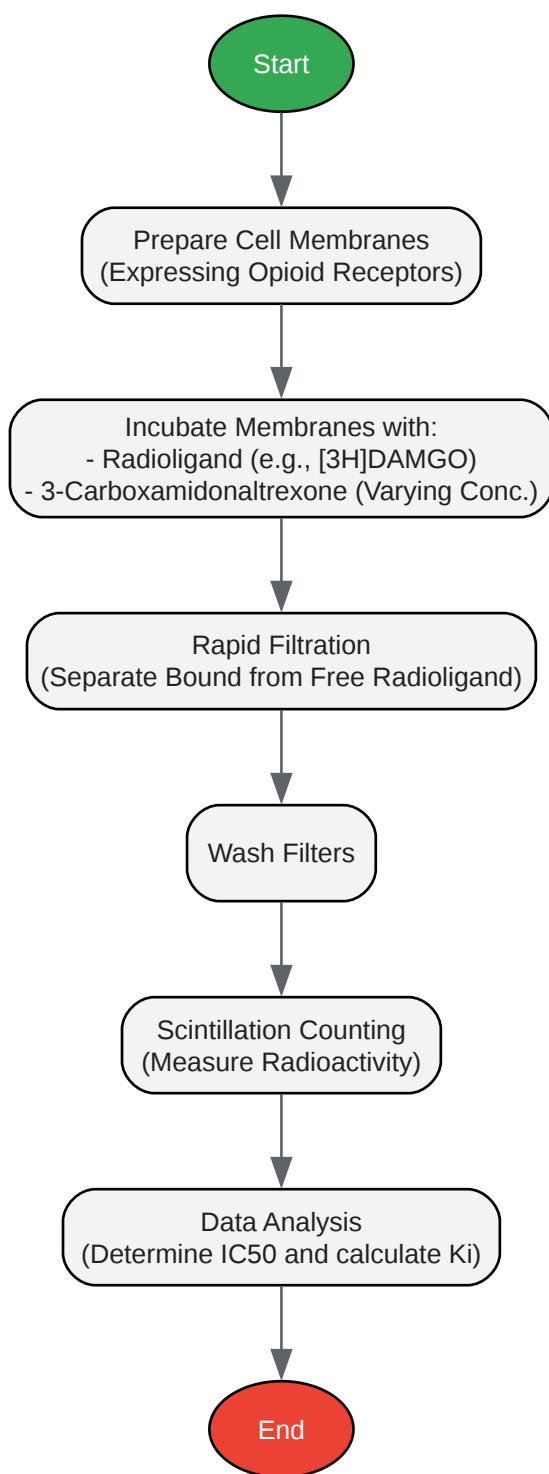 Start
Prepare Cell Membranes
(Expressing Opioid Receptors)
Incubate Membranes with:
- Radioligand (e.g., [3H]DAMGO)
- 3-Carboxamidonaltrexone (Varying Conc.)
Rapid Filtration
(Separate Bound from Free Radioligand)
Wash Filters
Scintillation Counting
(Measure Radioactivity)
Data Analysis
(Determine IC50 and calculate Ki)
End